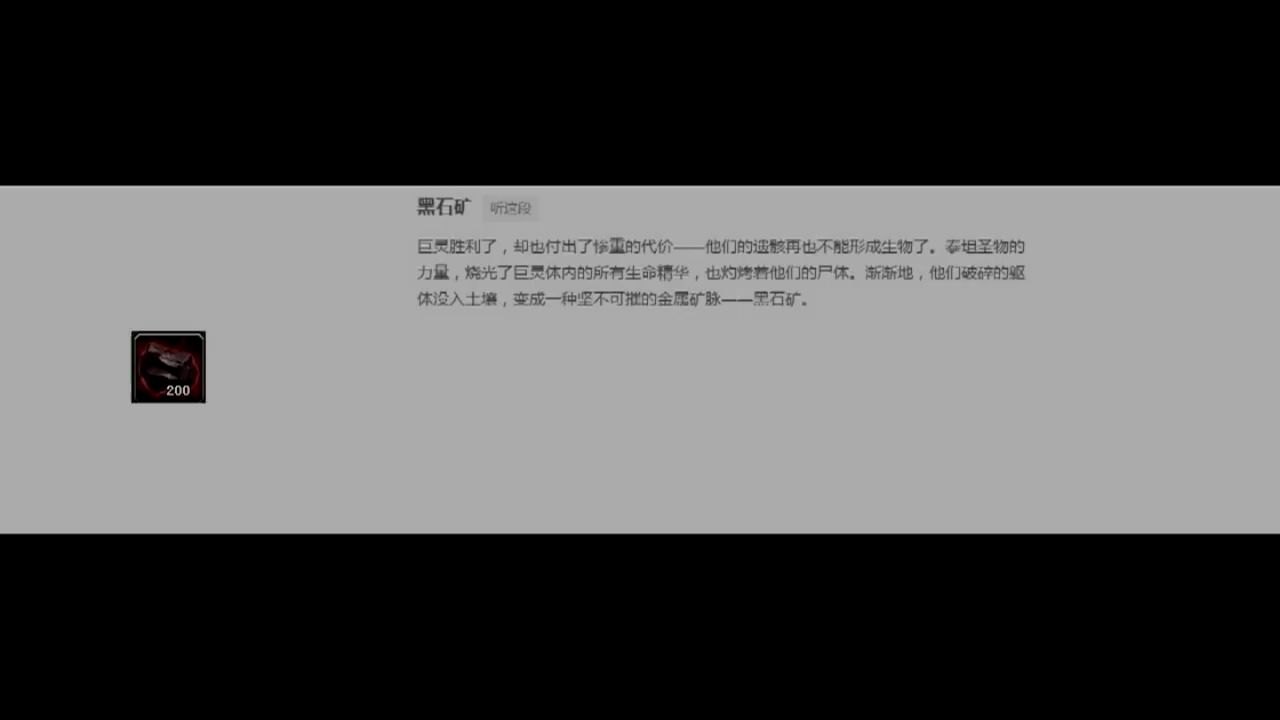 黑石矿 听这段
巨灵胜利了，却也付出了惨重的代价——他们的遗骸再也不能形成生物了。泰坦圣物的
力量，烧光了巨灵体内的所有生命精华，也灼烤着他们的尸体。渐渐地，他们破碎的躯
体没入土壤，变成一种坚不可摧的金属矿脉——黑石矿。
200